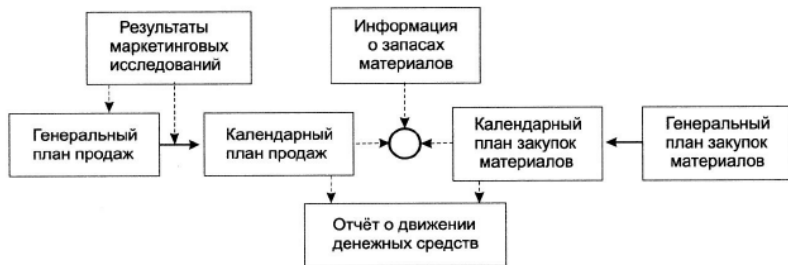 Результаты
маркетинговых
исследований
Информация
о запасах
материалов
Генеральный
план продаж
Календарный
план продаж
Календарный
план закупок
материалов
Генеральный
план закупок
материалов
Отчёт о движении
денежных средств